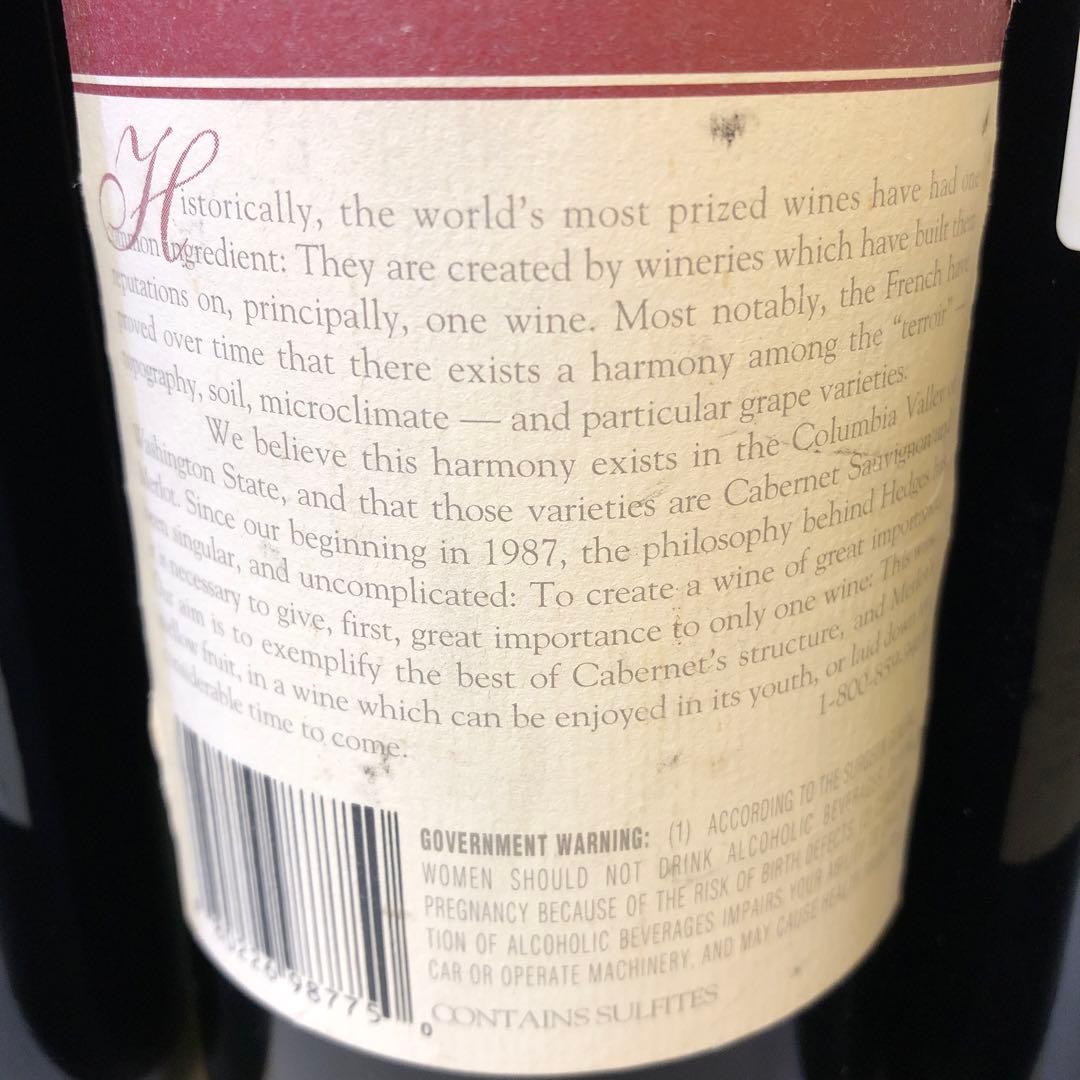 Historically, the world's most prized wines have had one
common ingredient: They are created by wineries which have built their
reputations on, principally, one wine. Most notably, the French have
proved over time that there exists a harmony among the "terroir" —
topography, soil, microclimate — and particular grape varieties.
We believe this harmony exists in the Columbia Valley of
Washington State, and that those varieties are Cabernet Sauvignon and
Merlot. Since our beginning in 1987, the philosophy behind Hedges has
been singular, and uncomplicated: To create a wine of great importance
it is necessary to give, first, great importance to only one wine: This wine.
Our aim is to exemplify the best of Cabernet's structure, and Merlot's
mellow fruit, in a wine which can be enjoyed in its youth, or laid down
considerable time to come.
1-800-859
GOVERNMENT WARNING: (1) ACCORDING TO THE SURGEON
WOMEN SHOULD NOT DRINK ALCOHOLIC BEVERAGES
PREGNANCY BECAUSE OF THE RISK OF BIRTH DEFECTS.
TION OF ALCOHOLIC BEVERAGES IMPAIRS YOUR ABILITY
CAR OR OPERATE MACHINERY, AND MAY CAUSE HEALTH
98775 0
CONTAINS SULFITES